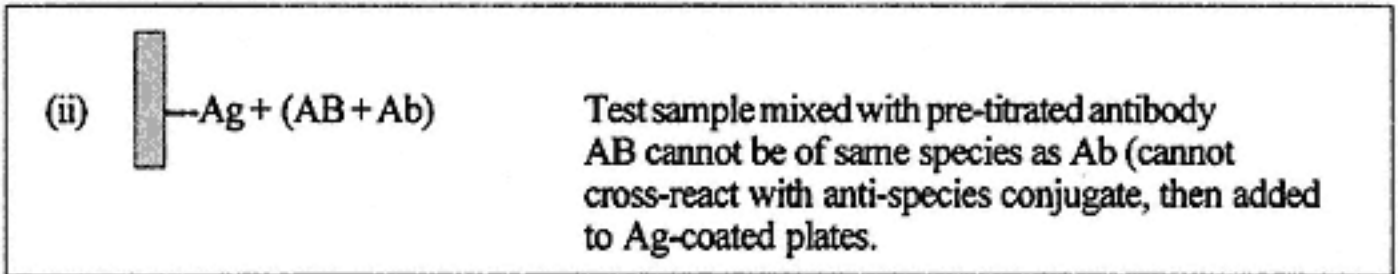 (ii) Ag + (AB + Ab) Test sample mixed with pre-titrated antibody
AB cannot be of same species as Ab (cannot
cross-react with anti-species conjugate, then added
to Ag-coated plates.